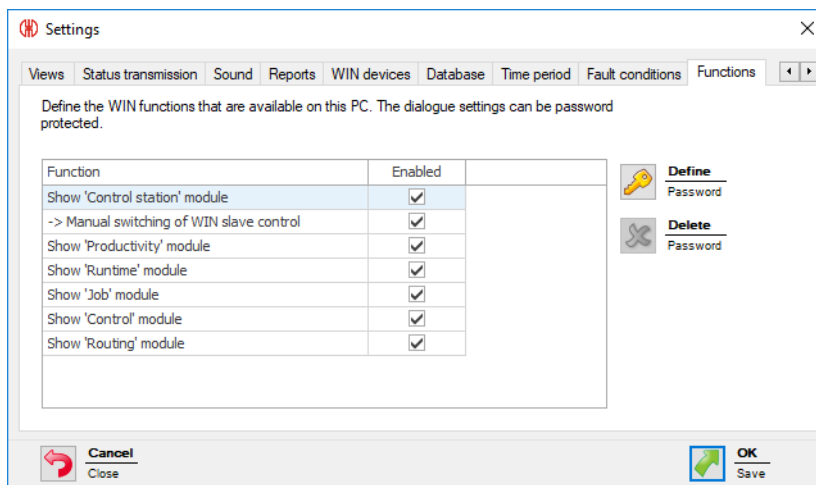 Settings
Views Status transmission Sound Reports WIN devices Database Time period Fault conditions Functions
Define the WIN functions that are available on this PC. The dialogue settings can be password
protected.
Function Enabled
Show 'Control station' module
-> Manual switching of WIN slave control
Show 'Productivity' module
Show 'Runtime' module
Show 'Job' module
Show 'Control' module
Show 'Routing' module
Define
Password
Delete
Password
Cancel
Close
OK
Save